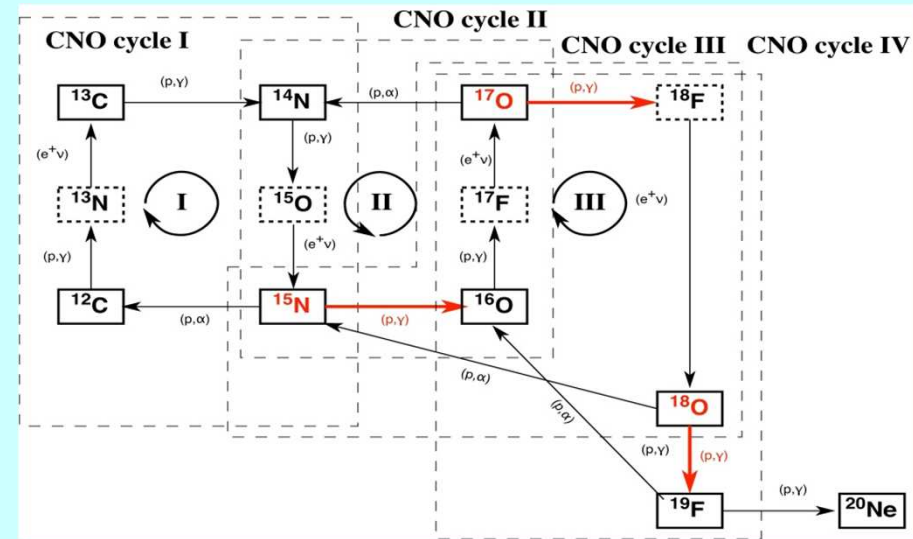 CNO cycle II
CNO cycle I
CNO cycle III
CNO cycle IV
¹³C
(p,γ)
¹⁴N
(p,α)
¹⁷O
(p,γ)
¹⁸F
(e⁺ν)
(p,γ)
(e⁺ν)
¹³N
I
¹⁵O
II
¹⁷F
III
(e⁺ν)
(p,γ)
(e⁺ν)
(p,γ)
¹²C
(p,α)
¹⁵N
(p,γ)
¹⁶O
(p,α)
(p,α)
¹⁸O
(p,γ)
(p,γ)
¹⁹F
(p,γ)
²⁰Ne